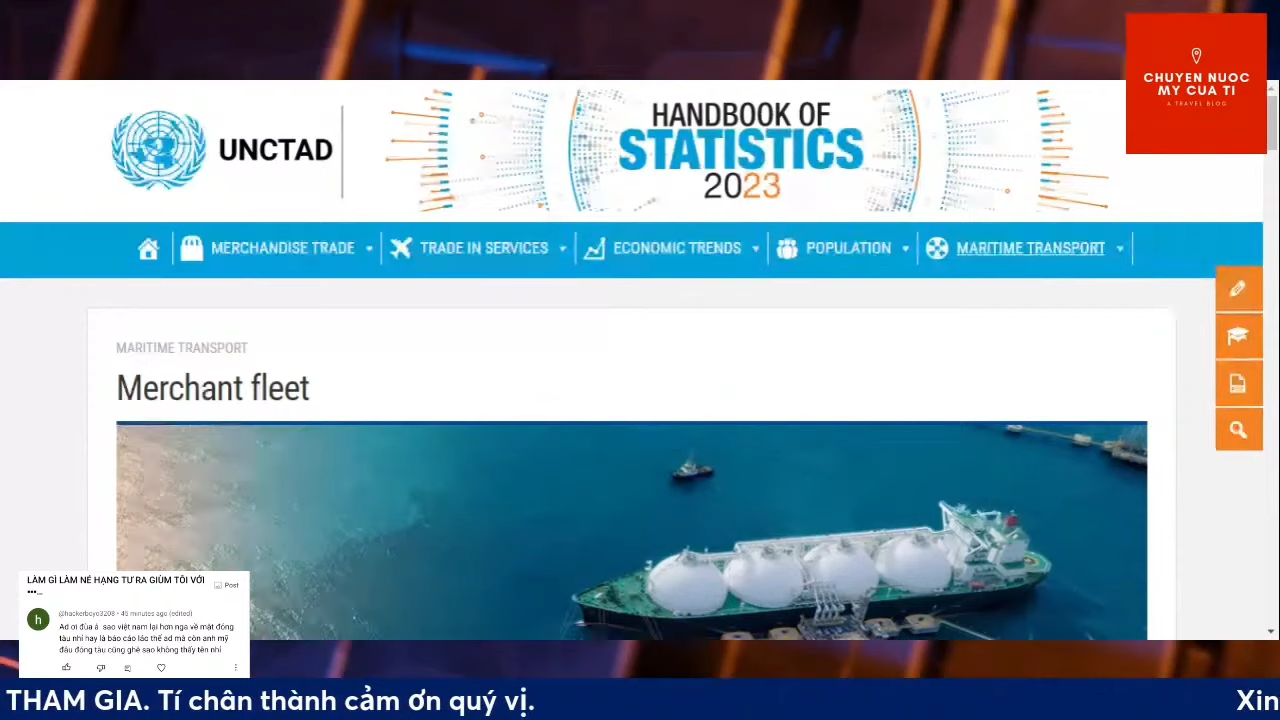 CHUYEN NUOC
MY CUA TI
A TRAVEL BLOG
UNCTAD
HANDBOOK OF
STATISTICS
2023
MERCHANDISE TRADE
TRADE IN SERVICES
ECONOMIC TRENDS
POPULATION
MARITIME TRANSPORT
MARITIME TRANSPORT
Merchant fleet
LÀM GÌ LÀM NÉ HẠNG TƯ RA GIÙM TÔI VỚI
•••...
Post
h
@hackerboyo3208 • 45 minutes ago (edited)
Ad ơi đùa à sao việt nam lại hơn nga về mặt đóng
tàu nhỉ hay là báo cáo láo thế ad mà còn anh mỹ
đâu đóng tàu cũng ghê sao không thấy tên nhỉ
THAM GIA. Tí chân thành cảm ơn quý vị.
Xin